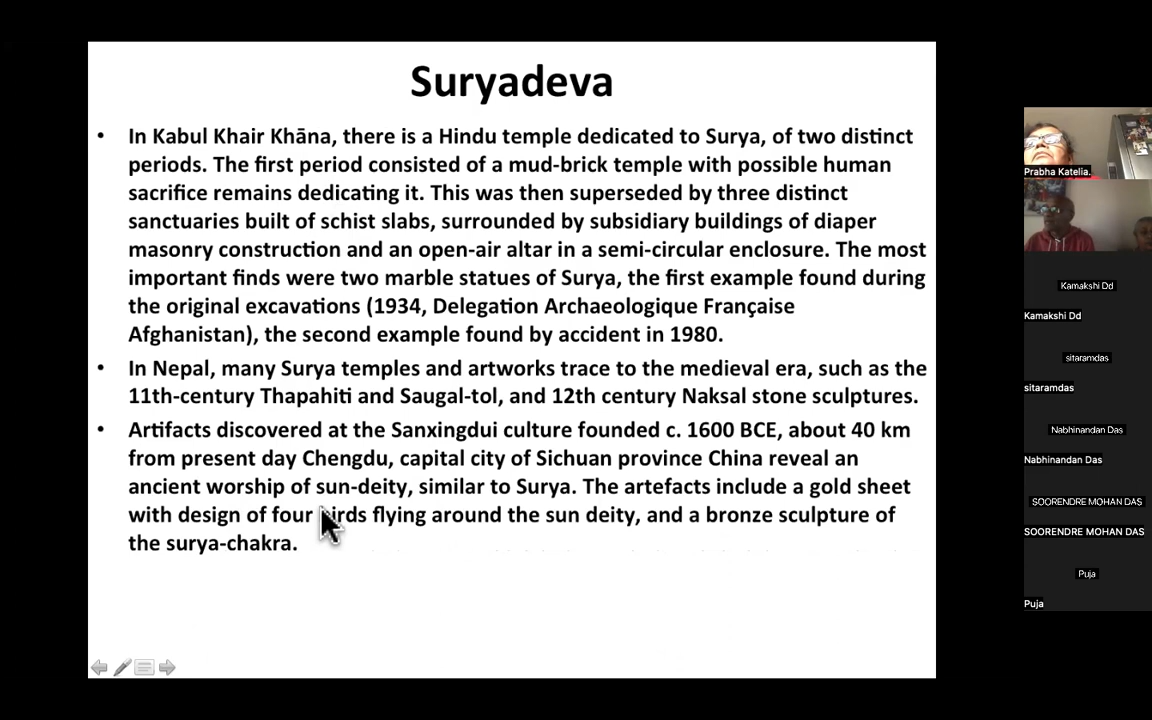 Suryadeva
• In Kabul Khair Khāna, there is a Hindu temple dedicated to Surya, of two distinct
periods. The first period consisted of a mud-brick temple with possible human
sacrifice remains dedicating it. This was then superseded by three distinct
sanctuaries built of schist slabs, surrounded by subsidiary buildings of diaper
masonry construction and an open-air altar in a semi-circular enclosure. The most
important finds were two marble statues of Surya, the first example found during
the original excavations (1934, Delegation Archaeologique Française
Afghanistan), the second example found by accident in 1980.
• In Nepal, many Surya temples and artworks trace to the medieval era, such as the
11th-century Thapahiti and Saugal-tol, and 12th century Naksal stone sculptures.
• Artifacts discovered at the Sanxingdui culture founded c. 1600 BCE, about 40 km
from present day Chengdu, capital city of Sichuan province China reveal an
ancient worship of sun-deity, similar to Surya. The artefacts include a gold sheet
with design of four birds flying around the sun deity, and a bronze sculpture of
the surya-chakra.
Prabha Katelia.
Kamakshi Dd
Kamakshi Dd
sitaramdas
sitaramdas
Nabhinandan Das
Nabhinandan Das
SOORENDRE MOHAN DAS
SOORENDRE MOHAN DAS
Puja
Puja